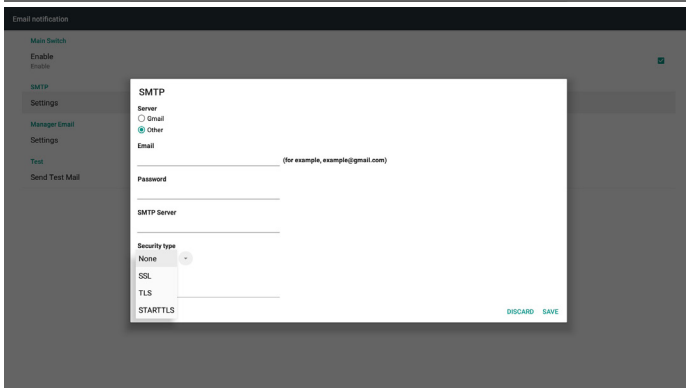 Email notification
Main Switch
Enable
Enable
SMTP
Settings
Manager Email
Settings
Test
Send Test Mail
SMTP
Server
Gmail
Other
Email
(for example, example@gmail.com)
Password
SMTP Server
Security type
None
SSL
TLS
STARTTLS
DISCARD SAVE